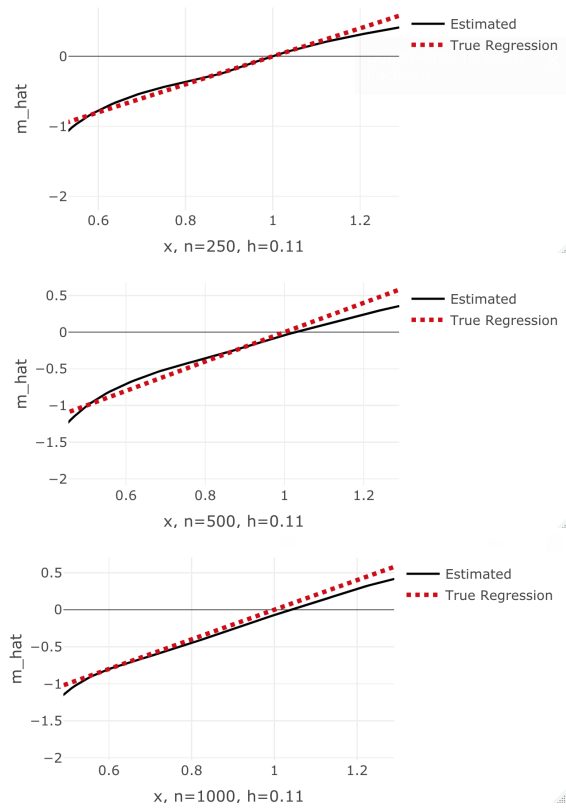 Estimated
True Regression
0
−1
−2
m_hat
0.6
0.8
1
1.2
x, n=250, h=0.11
Estimated
True Regression
0.5
0
−0.5
−1
−1.5
−2
m_hat
0.6
0.8
1
1.2
x, n=500, h=0.11
Estimated
True Regression
0.5
0
−0.5
−1
−1.5
−2
m_hat
0.6
0.8
1
1.2
x, n=1000, h=0.11